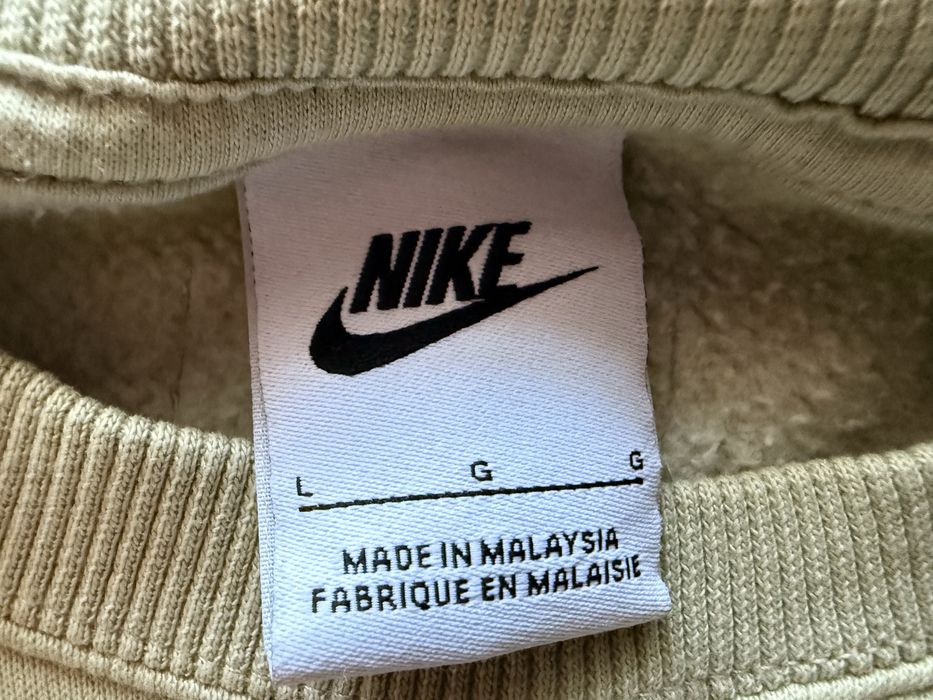 NIKE
L G G
MADE IN MALAYSIA
FABRIQUE EN MALAISIE